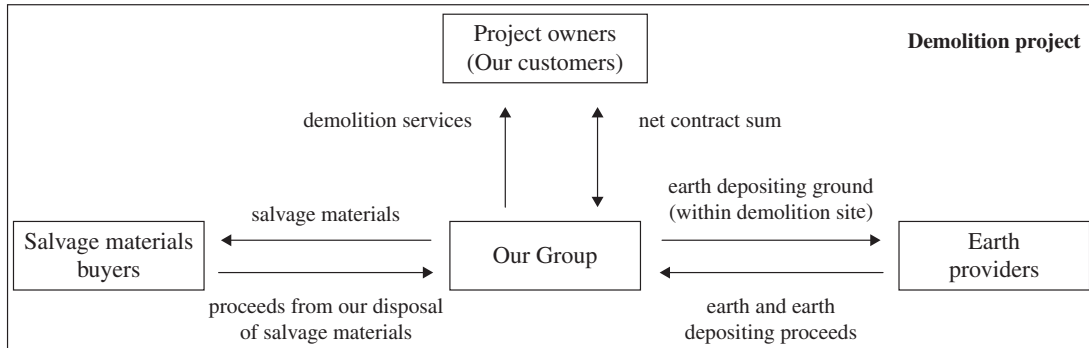 Project owners
(Our customers)
Demolition project
demolition services
net contract sum
earth depositing ground
(within demolition site)
salvage materials
Salvage materials
buyers
Our Group
Earth
providers
proceeds from our disposal
of salvage materials
earth and earth
depositing proceeds